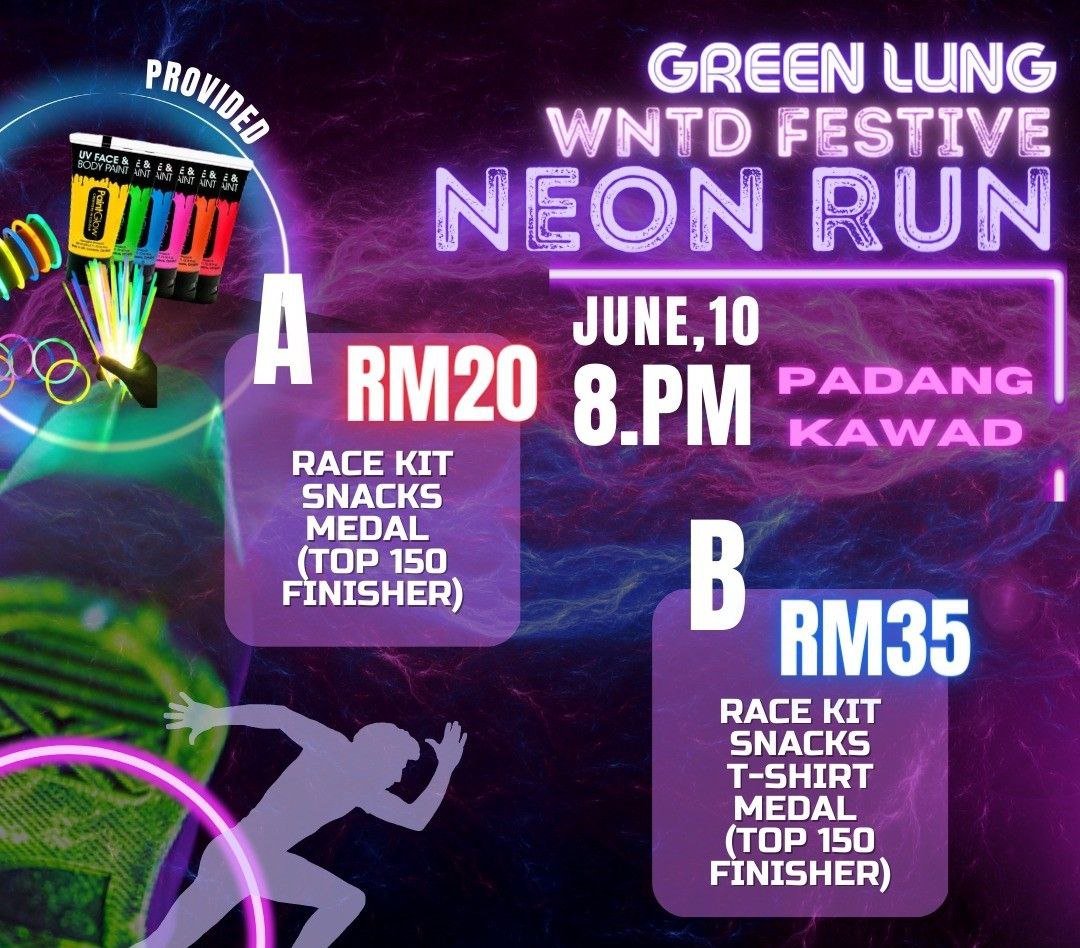 GREEN LUNG
WNTD FESTIVE
NEON RUN
PROVIDED
UV FACE &
BODY PAINT
PaintGlow
JUNE,10
8.PM
PADANG
KAWAD
A
RM20
RACE KIT
SNACKS
MEDAL
(TOP 150
FINISHER)
B
RM35
RACE KIT
SNACKS
T-SHIRT
MEDAL
(TOP 150
FINISHER)